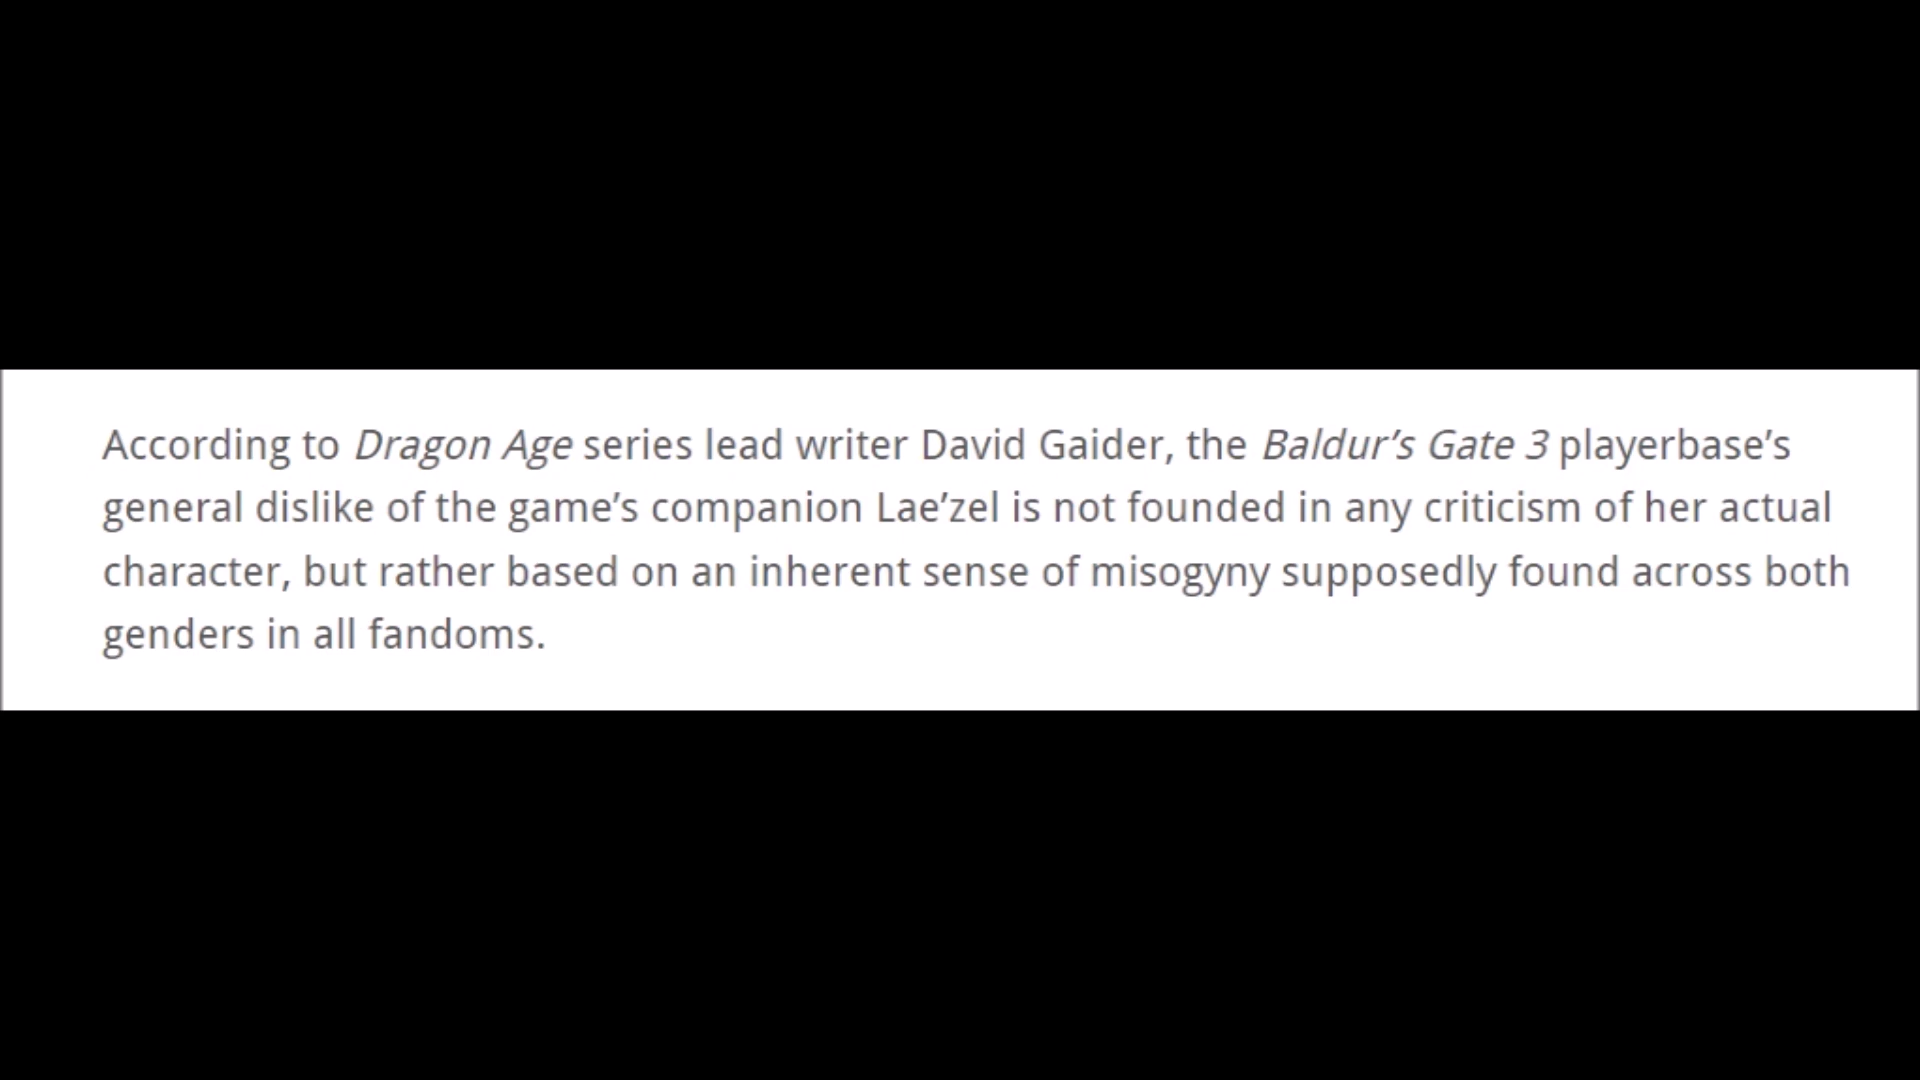 According to Dragon Age series lead writer David Gaider, the Baldur’s Gate 3 playerbase’s
general dislike of the game’s companion Lae’zel is not founded in any criticism of her actual
character, but rather based on an inherent sense of misogyny supposedly found across both
genders in all fandoms.